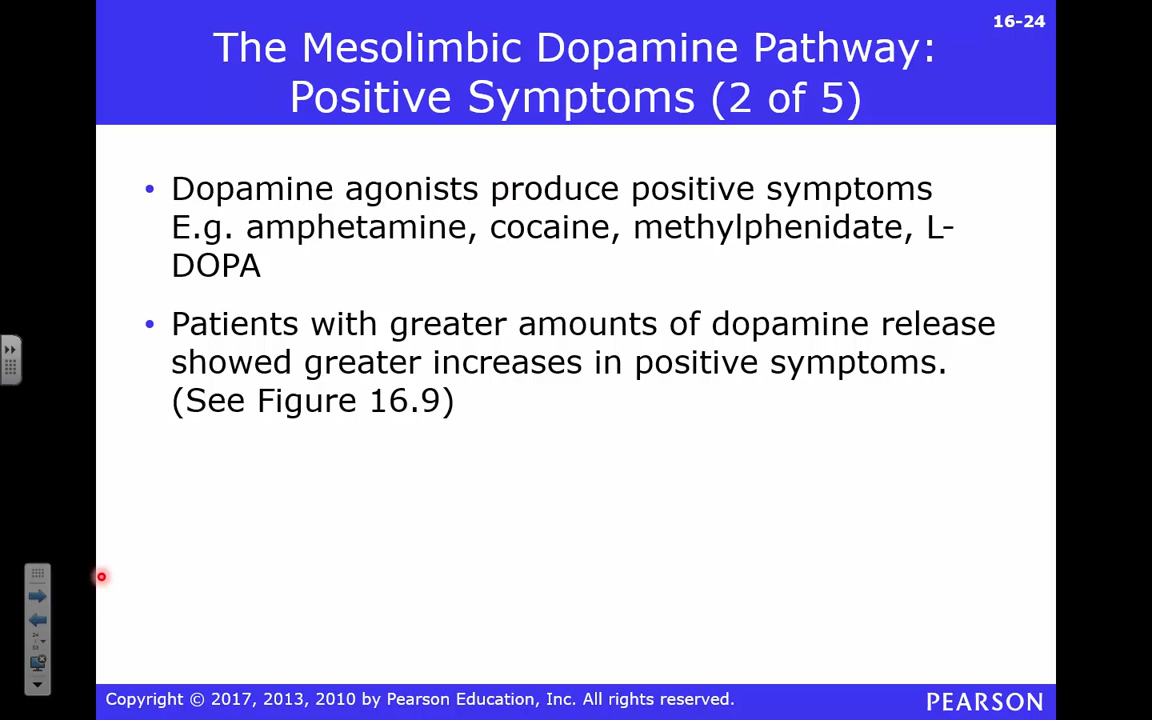 16-24
The Mesolimbic Dopamine Pathway:
Positive Symptoms (2 of 5)
• Dopamine agonists produce positive symptoms
E.g. amphetamine, cocaine, methylphenidate, L-
DOPA
• Patients with greater amounts of dopamine release
showed greater increases in positive symptoms.
(See Figure 16.9)
24
/
53
Copyright © 2017, 2013, 2010 by Pearson Education, Inc. All rights reserved.
PEARSON